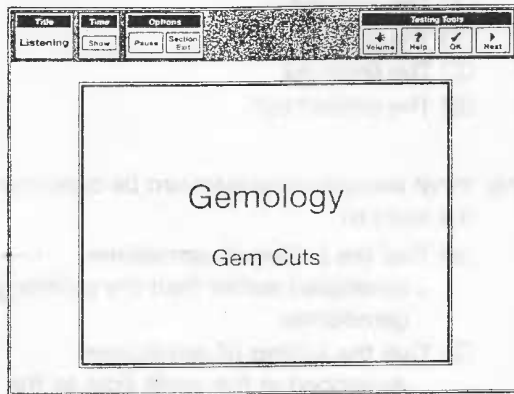 Title
Listening
Time
Show
Options
Pause
Section
Exit
Testing Tools
Volume
Help
OK
Next
Gemology
Gem Cuts